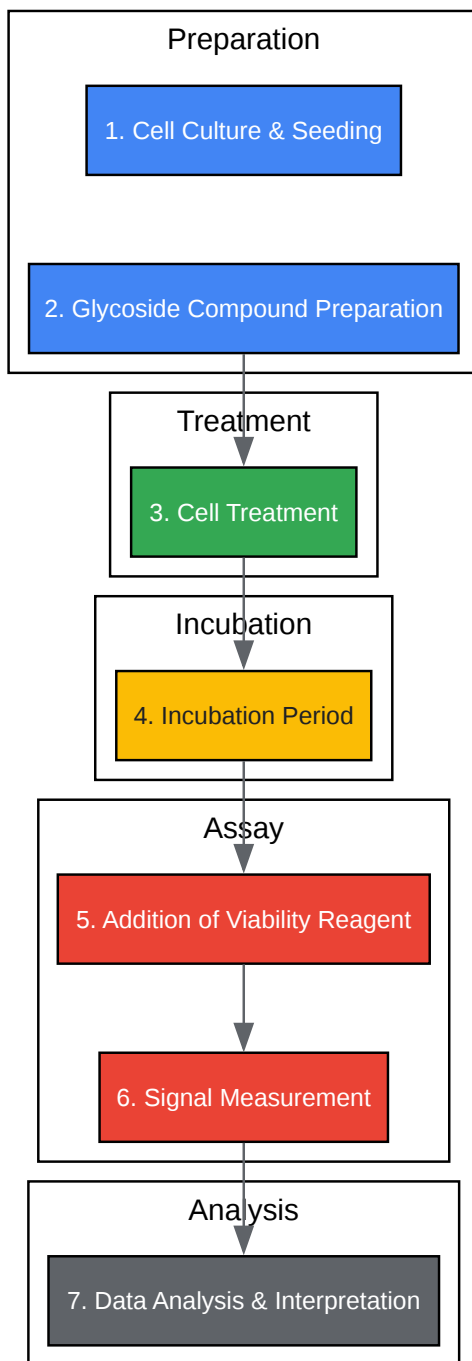 Preparation
1. Cell Culture & Seeding
2. Glycoside Compound Preparation
Treatment
3. Cell Treatment
Incubation
4. Incubation Period
Assay
5. Addition of Viability Reagent
6. Signal Measurement
Analysis
7. Data Analysis & Interpretation